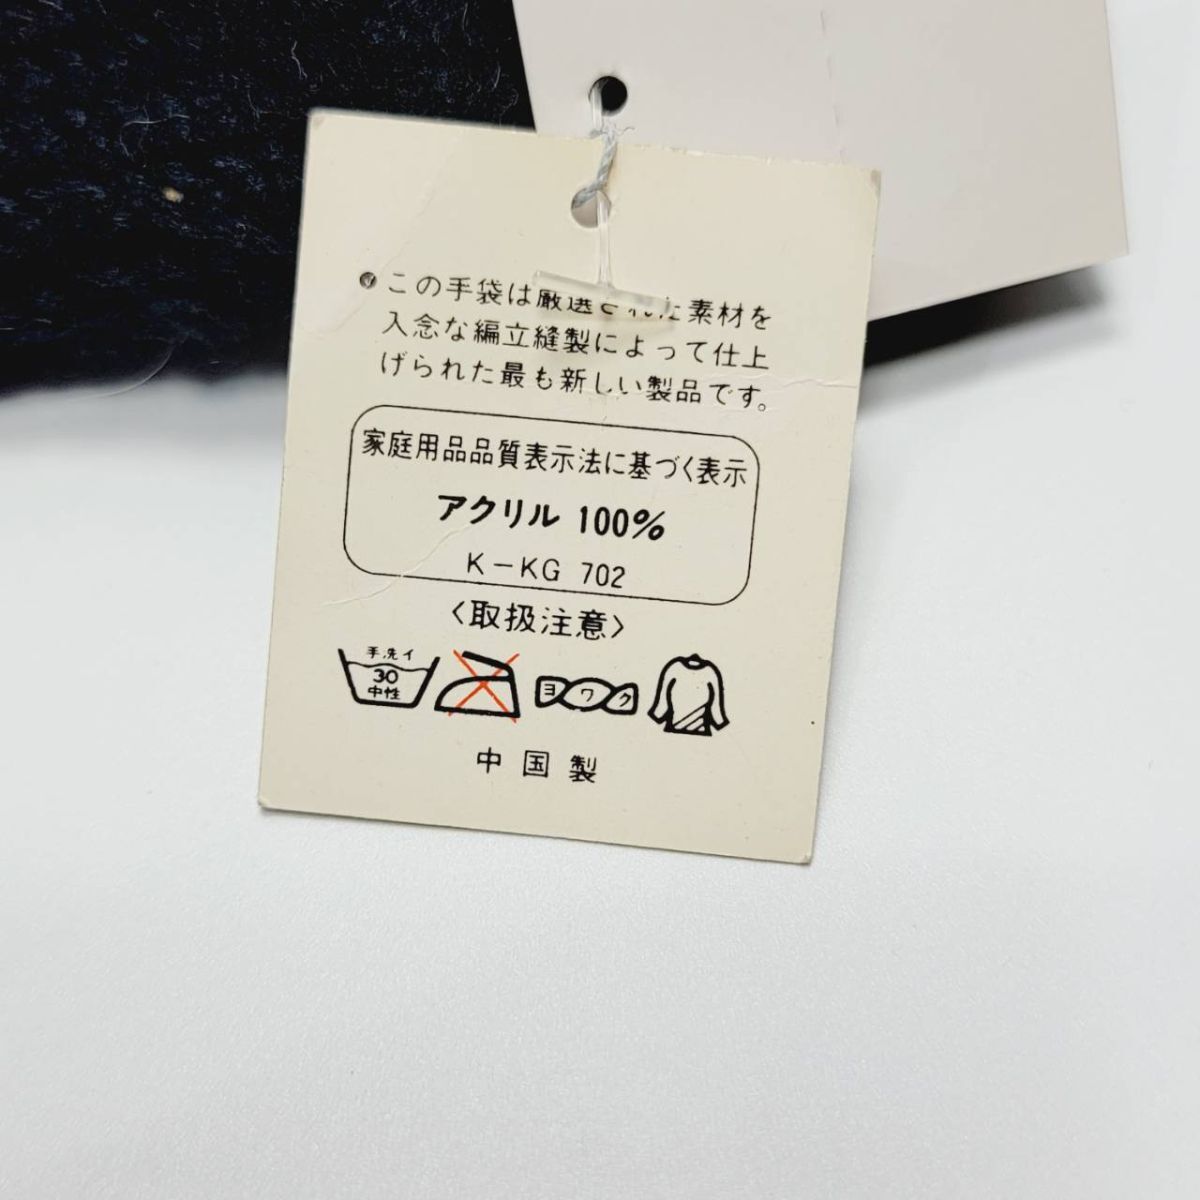 この手袋は厳選された素材を
入念な編立縫製によって仕上
げられた最も新しい製品です。
家庭用品品質表示法に基づく表示
アクリル 100%
K-KG 702
〈取扱注意〉
手洗イ
30
中性
ヨワク
中国製